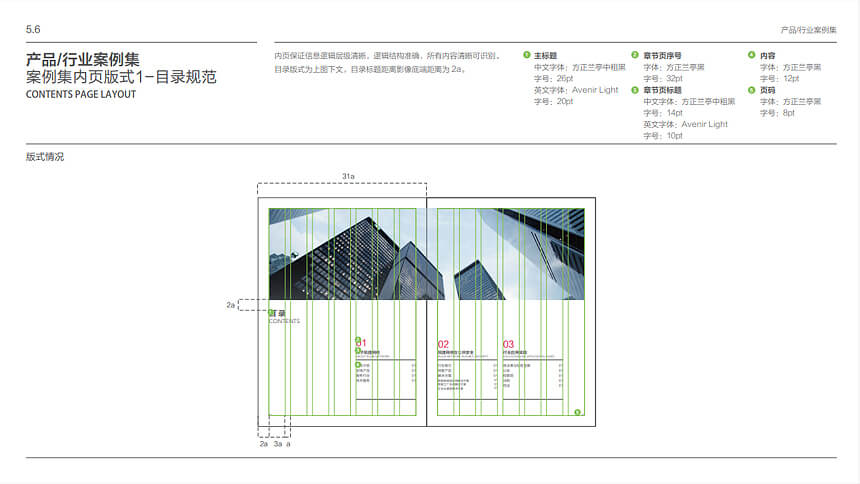 5.6
产品/行业案例集
产品/行业案例集
案例集内页版式1-目录规范
CONTENTS PAGE LAYOUT
内页保证信息逻辑层级清晰，逻辑结构准确，所有内容清晰可识别。
目录版式为上图下文，目录标题距离影像底端距离为 2a。
1 主标题
中文字体：方正兰亭中粗黑
字号：26pt
英文字体：Avenir Light
字号：20pt
2 章节页序号
字体：方正兰亭黑
字号：32pt
3 章节页标题
中文字体：方正兰亭中粗黑
字号：14pt
英文字体：Avenir Light
字号：10pt
4 内容
字体：方正兰亭黑
字号：12pt
5 页码
字体：方正兰亭黑
字号：8pt
版式情况
31a
2a
目录
CONTENTS
01
02
03
2a 3a a